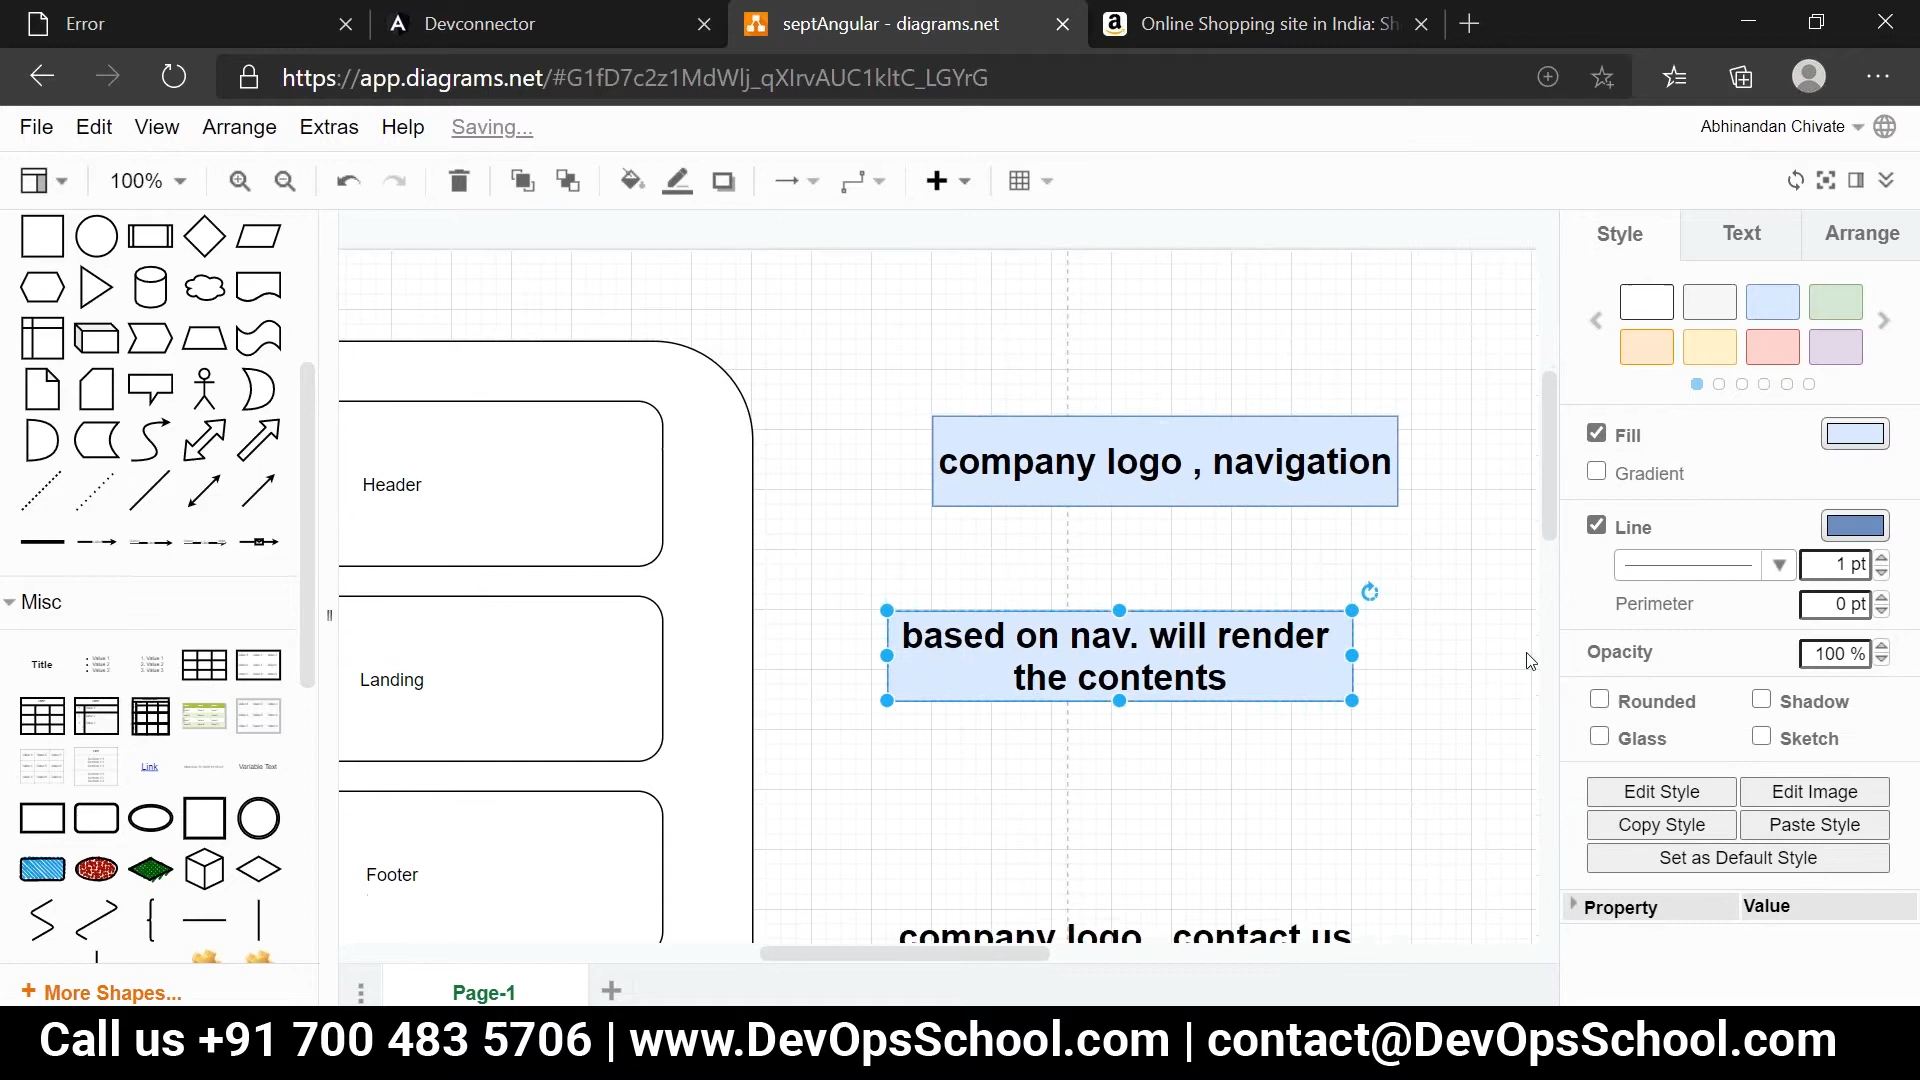 Error
Devconnector
septAngular - diagrams.net
Online Shopping site in India: Sh
https://app.diagrams.net/#G1fD7c2z1MdWlj_qXIrvAUC1kltC_LGYrG
File Edit View Arrange Extras Help Saving...
Abhinandan Chivate
100%
Style Text Arrange
Header
company logo , navigation
Fill
Gradient
Line
1 pt
Perimeter
0 pt
Misc
based on nav. will render
the contents
Landing
Opacity
100 %
Title
Rounded
Shadow
Glass
Sketch
Link
Variable Text
Edit Style
Edit Image
Copy Style
Paste Style
Set as Default Style
Footer
Property
Value
company logo , contact us
More Shapes...
Page-1
Call us +91 700 483 5706 | www.DevOpsSchool.com | contact@DevOpsSchool.com